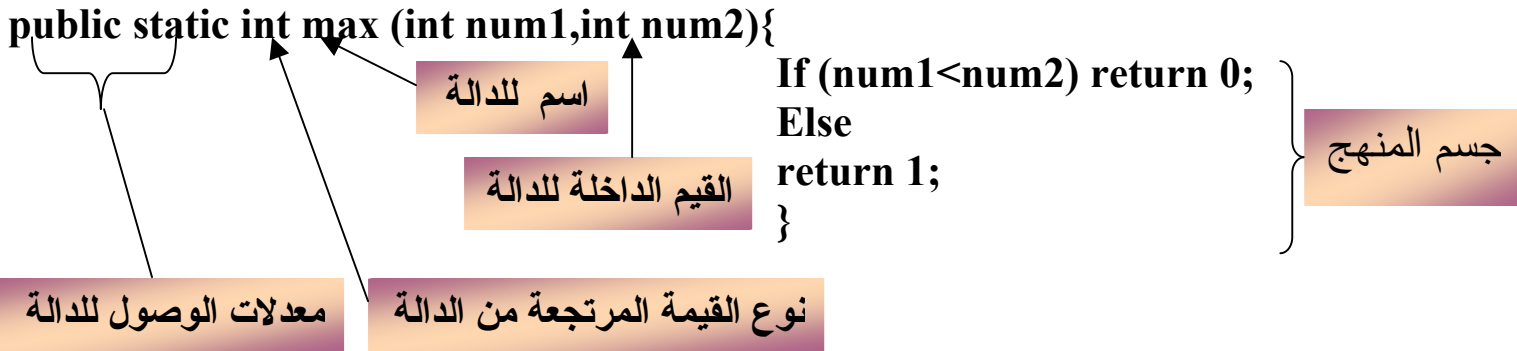 public static int max (int num1,int num2){
If (num1<num2) return 0;
Else
return 1;
}
اسم للدالة
القيم الداخلة للدالة
جسم المنهج
معدلات الوصول للدالة
نوع القيمة المرتجعة من الدالة